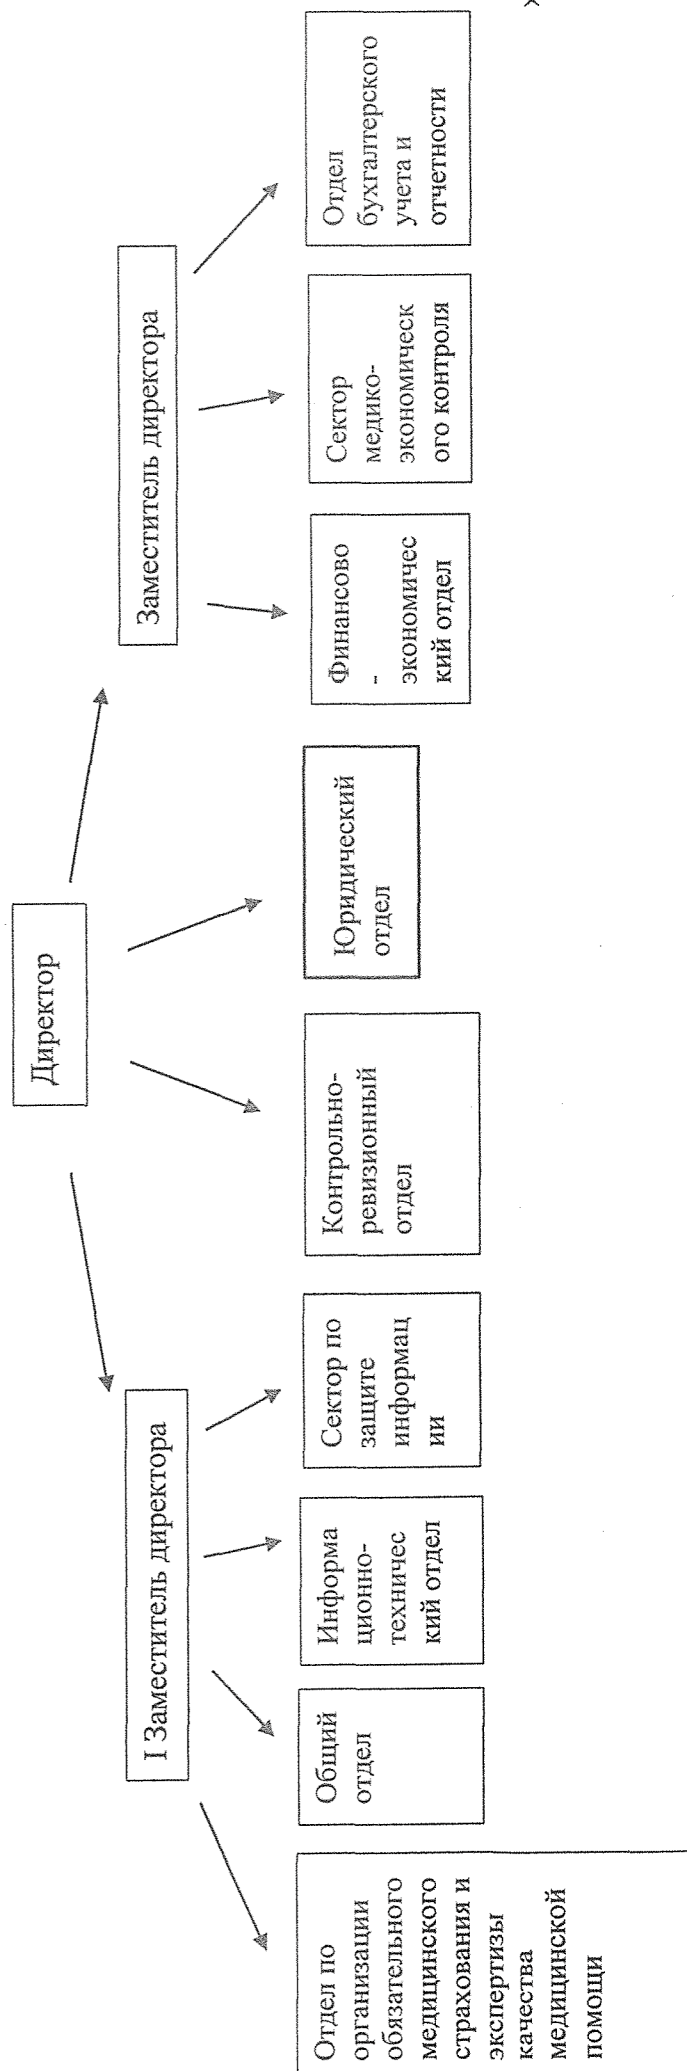 Директор
I Заместитель директора
Заместитель директора
Отдел по
организации
обязательного
медицинского
страхования и
экспертизы
качества
медицинской
помощи
Общий
отдел
Информа
ционно-
техничес
кий отдел
Сектор по
защите
информац
ии
Контрольно-
ревизионный
отдел
Юридический
отдел
Финансово
-
экономичес
кий отдел
Сектор
медико-
экономическ
ого контроля
Отдел
бухгалтерского
учета и
отчетности